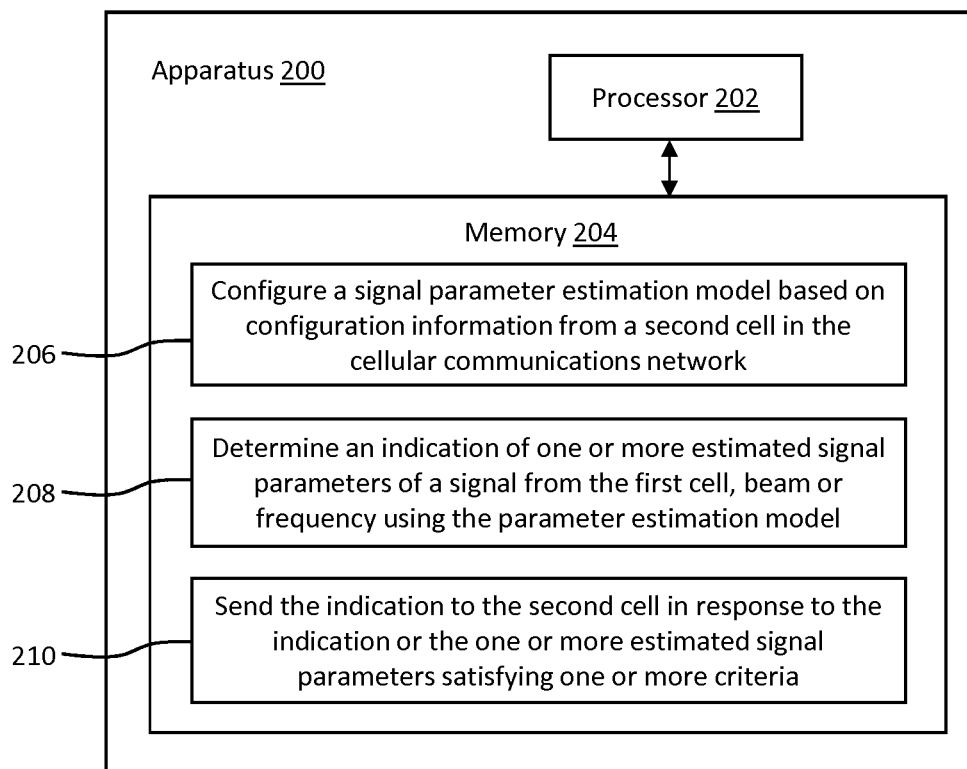 Apparatus 200
Processor 202
Memory 204
Configure a signal parameter estimation model based on
configuration information from a second cell in the
cellular communications network
206
Determine an indication of one or more estimated signal
parameters of a signal from the first cell, beam or
frequency using the parameter estimation model
208
Send the indication to the second cell in response to the
indication or the one or more estimated signal
parameters satisfying one or more criteria
210